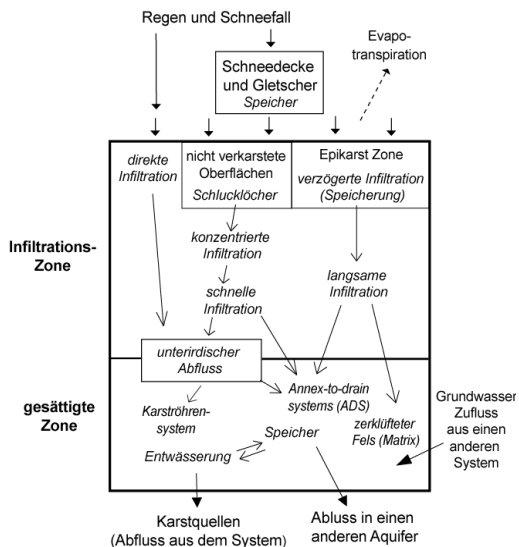 Regen und Schneefall
Evapo-
transpiration
Schneedecke
und Gletscher
Speicher
direkte
Infiltration
nicht verkarstete
Oberflächen
Schlucklöcher
Epikarst Zone
verzögerte Infiltration
(Speicherung)
Infiltrations-
Zone
konzentrierte
Infiltration
langsame
Infiltration
schnelle
Infiltration
unterirdischer
Abfluss
gesättigte
Zone
Karströhren-
system
Annex-to-drain
systems (ADS)
Speicher
zerklüfteter
Fels (Matrix)
Entwässerung
Grundwasser
Zufluss
aus einen
anderen
System
Karstquellen
(Abfluss aus dem System)
Abluss in einen
anderen Aquifer